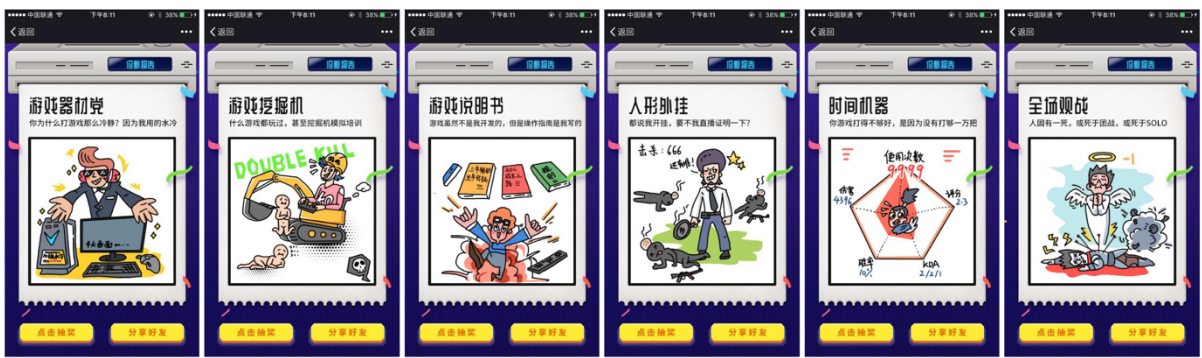 中国联通 下午8:11 38%
返回
诊断报告
游戏器材党
你为什么打游戏那么冷静？因为我用的水冷
点击抽奖
分享好友
中国联通 下午8:11 38%
返回
诊断报告
游戏挖掘机
什么游戏都玩过，甚至挖掘机模拟培训
DOUBLE KILL
点击抽奖
分享好友
中国联通 下午8:11 38%
返回
诊断报告
游戏说明书
游戏虽然不是我开发的，但是操作指南是我写的
点击抽奖
分享好友
中国联通 下午8:11 38%
返回
诊断报告
人形外挂
都说我开挂，要不我直播证明一下？
击杀：666
还有谁！
点击抽奖
分享好友
中国联通 下午8:11 38%
返回
诊断报告
时间机器
你游戏打得不够好，是因为没有打够一万把
使用次数
9999
伤害
4396
评分
2.3
胜率
10%
KDA
2/2/1
点击抽奖
分享好友
中国联通 下午8:11 38%
返回
诊断报告
全场观战
人固有一死，或死于团战，或死于SOLO
-1
点击抽奖
分享好友